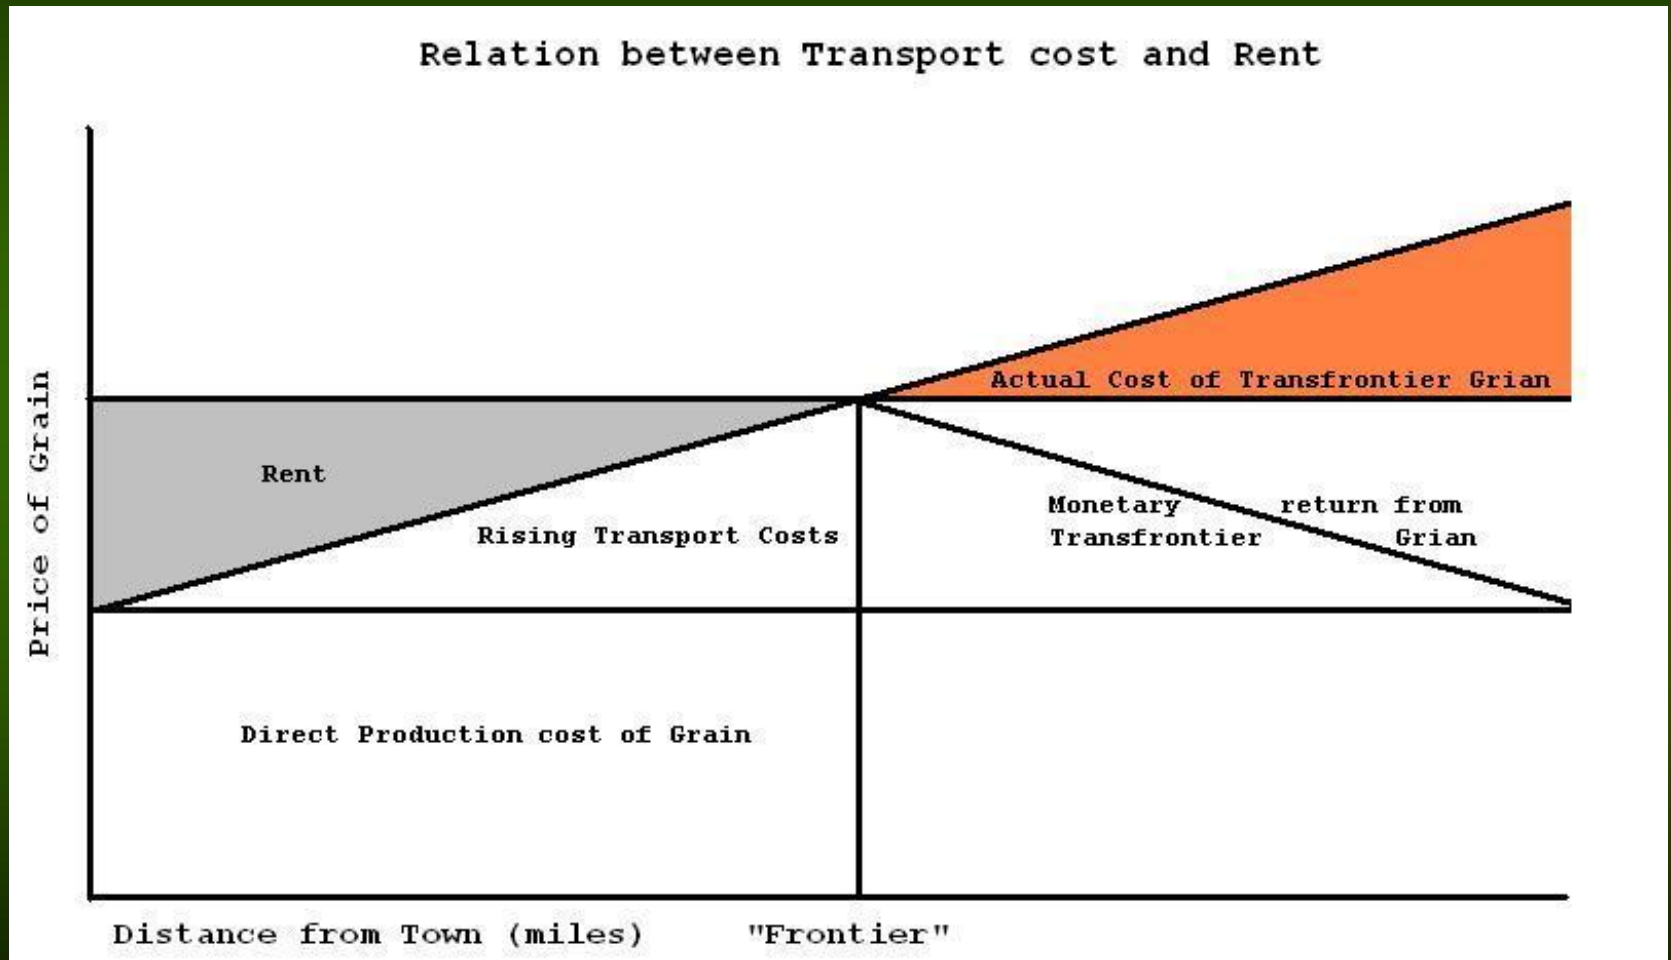 Relation between Transport cost and Rent
Price of Grain
Actual Cost of Transfrontier Grian
Rent
Rising Transport Costs
Monetary return from
Transfrontier Grian
Direct Production cost of Grain
Distance from Town (miles) "Frontier"